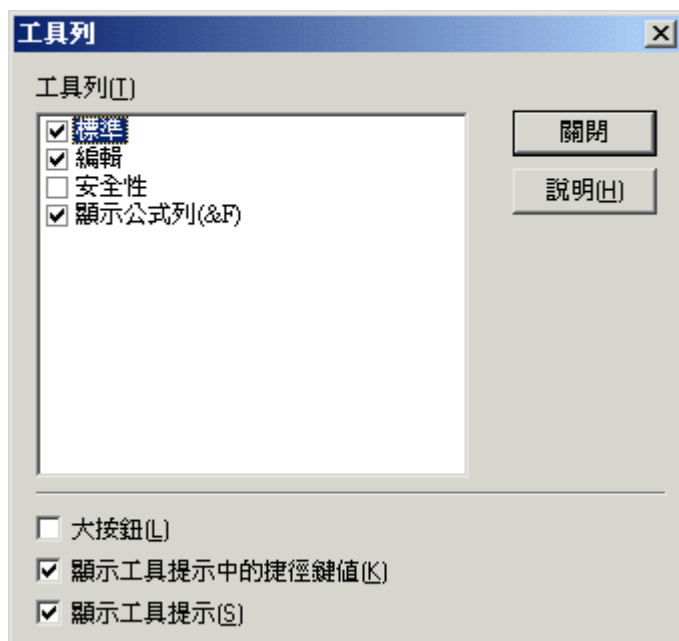 工具列
工具列(T)
標準
編輯
安全性
顯示公式列(&F)
關閉
說明(H)
大按鈕(L)
顯示工具提示中的捷徑鍵值(K)
顯示工具提示(S)